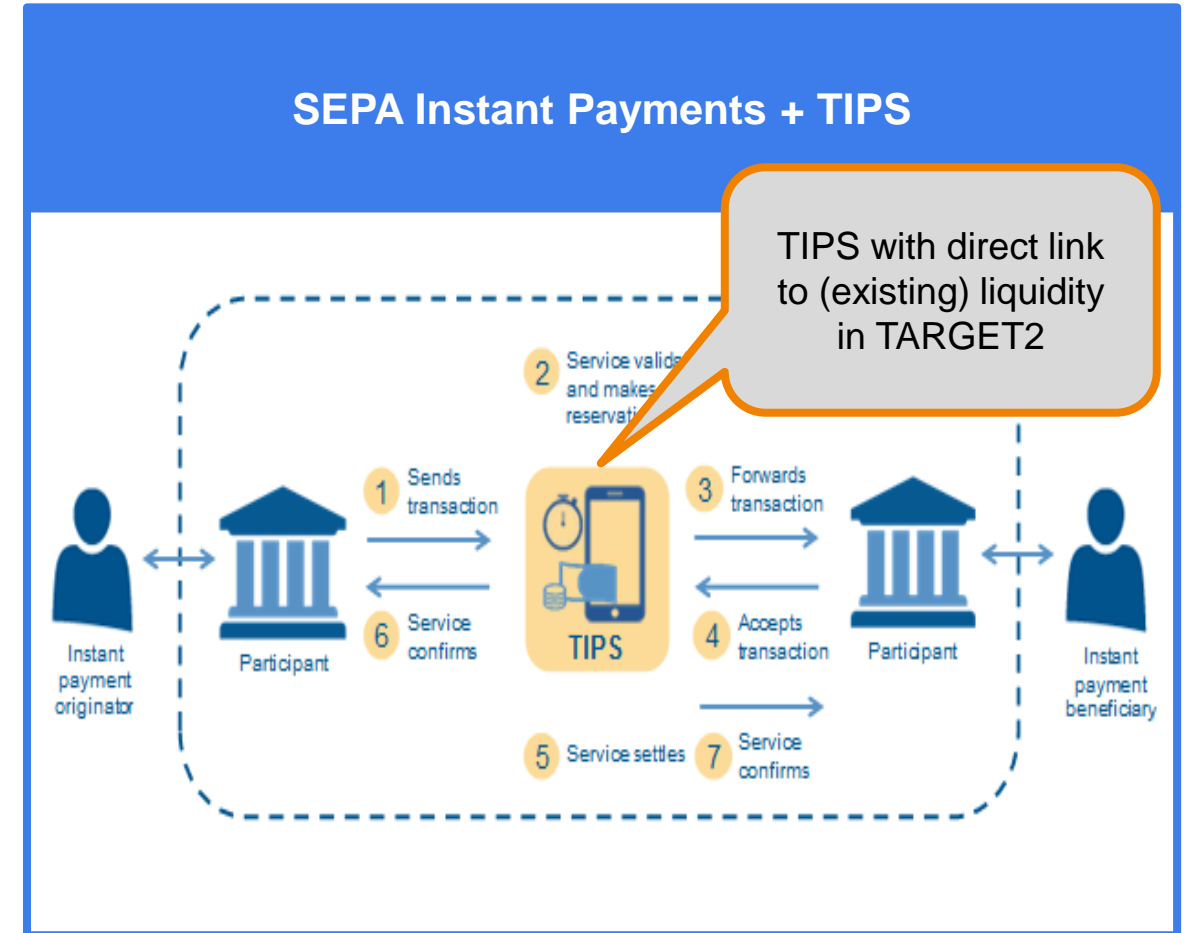 SEPA Instant Payments + TIPS
TIPS with direct link
to (existing) liquidity
in TARGET2
2
Service valid
and makes
reservati
1
Sends
transaction
3
Forwards
transaction
6
Service
confirms
TIPS
4
Accepts
transaction
Instant
payment
originator
Participant
Participant
Instant
payment
beneficiary
5
Service settles
7
Service
confirms